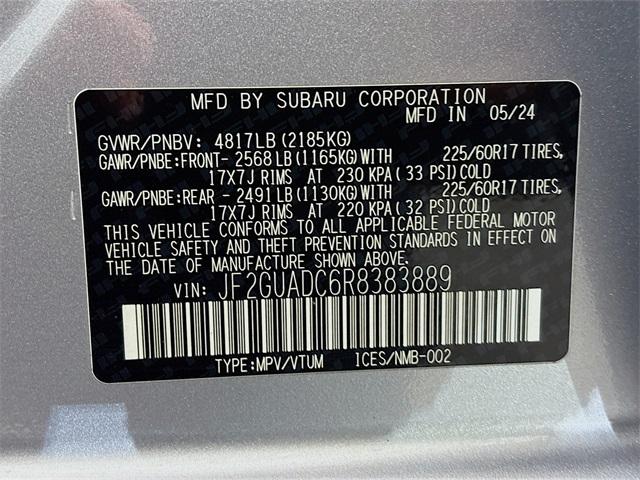 MFD BY SUBARU CORPORATION
MFD IN 05/24
GVWR/PNBV: 4817LB (2185KG)
GAWR/PNBE:FRONT- 2568 LB (1165KG) WITH 225/60R17 TIRES,
17X7J RIMS AT 230 KPA (33 PSI) COLD
GAWR/PNBE:REAR - 2491 LB (1130KG) WITH 225/60R17 TIRES,
17X7J RIMS AT 220 KPA (32 PSI) COLD
THIS VEHICLE CONFORMS TO ALL APPLICABLE FEDERAL MOTOR
VEHICLE SAFETY AND THEFT PREVENTION STANDARDS IN EFFECT ON
THE DATE OF MANUFACTURE SHOWN ABOVE.
VIN: JF2GUADC6R8383889
TYPE:MPV/VTUM ICES/NMB-002